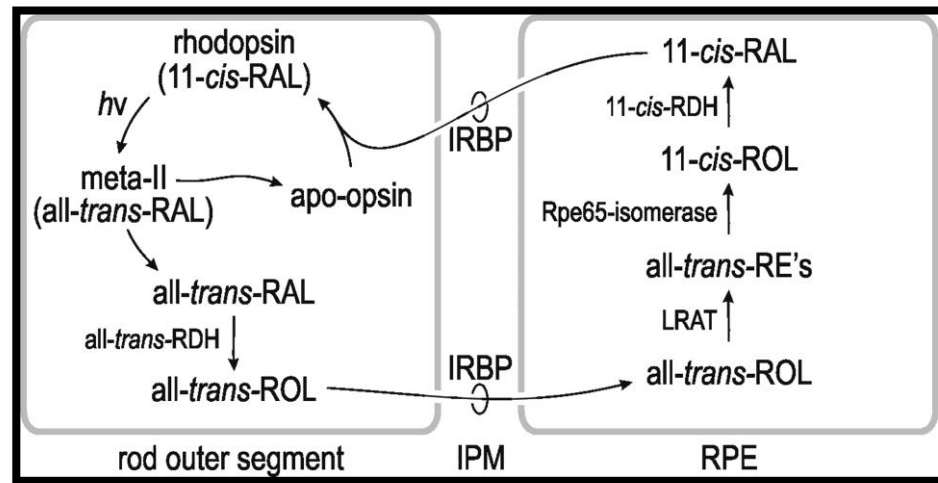 rhodopsin
(11-cis-RAL)
hν
meta-II
(all-trans-RAL)
apo-opsin
all-trans-RAL
all-trans-RDH
all-trans-ROL
rod outer segment
IRBP
IRBP
IPM
11-cis-RAL
11-cis-RDH
11-cis-ROL
Rpe65-isomerase
all-trans-RE's
LRAT
all-trans-ROL
RPE